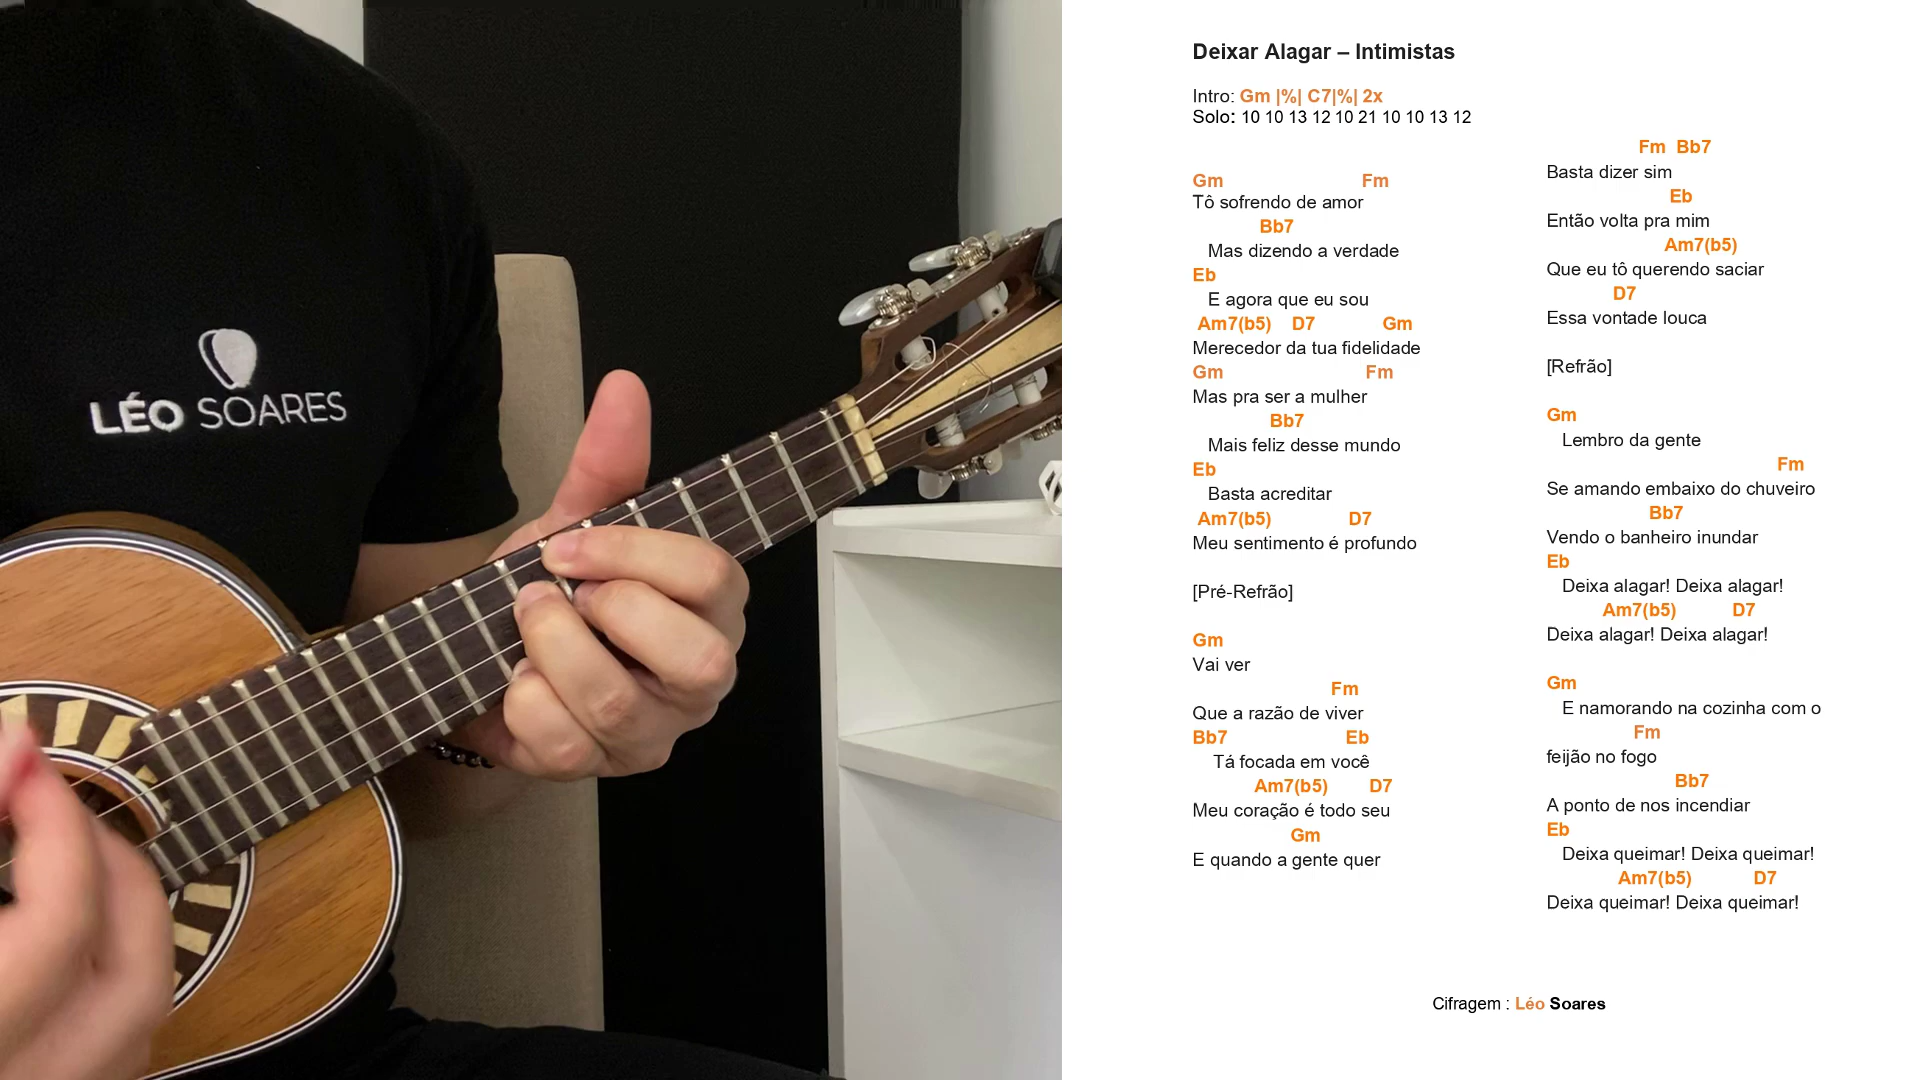 LÉO SOARES
Deixar Alagar – Intimistas
Intro: Gm |%| C7|%| 2x
Solo: 10 10 13 12 10 21 10 10 13 12
Gm Fm
Tô sofrendo de amor
Bb7
Mas dizendo a verdade
Eb
E agora que eu sou
Am7(b5) D7 Gm
Merecedor da tua fidelidade
Gm Fm
Mas pra ser a mulher
Bb7
Mais feliz desse mundo
Eb
Basta acreditar
Am7(b5) D7
Meu sentimento é profundo
[Pré-Refrão]
Gm
Vai ver
Fm
Que a razão de viver
Bb7 Eb
Tá focada em você
Am7(b5) D7
Meu coração é todo seu
Gm
E quando a gente quer
Fm Bb7
Basta dizer sim
Eb
Então volta pra mim
Am7(b5)
Que eu tô querendo saciar
D7
Essa vontade louca
[Refrão]
Gm
Lembro da gente
Fm
Se amando embaixo do chuveiro
Bb7
Vendo o banheiro inundar
Eb
Deixa alagar! Deixa alagar!
Am7(b5) D7
Deixa alagar! Deixa alagar!
Gm
E namorando na cozinha com o
Fm
feijão no fogo
Bb7
A ponto de nos incendiar
Eb
Deixa queimar! Deixa queimar!
Am7(b5) D7
Deixa queimar! Deixa queimar!
Cifragem : Léo Soares